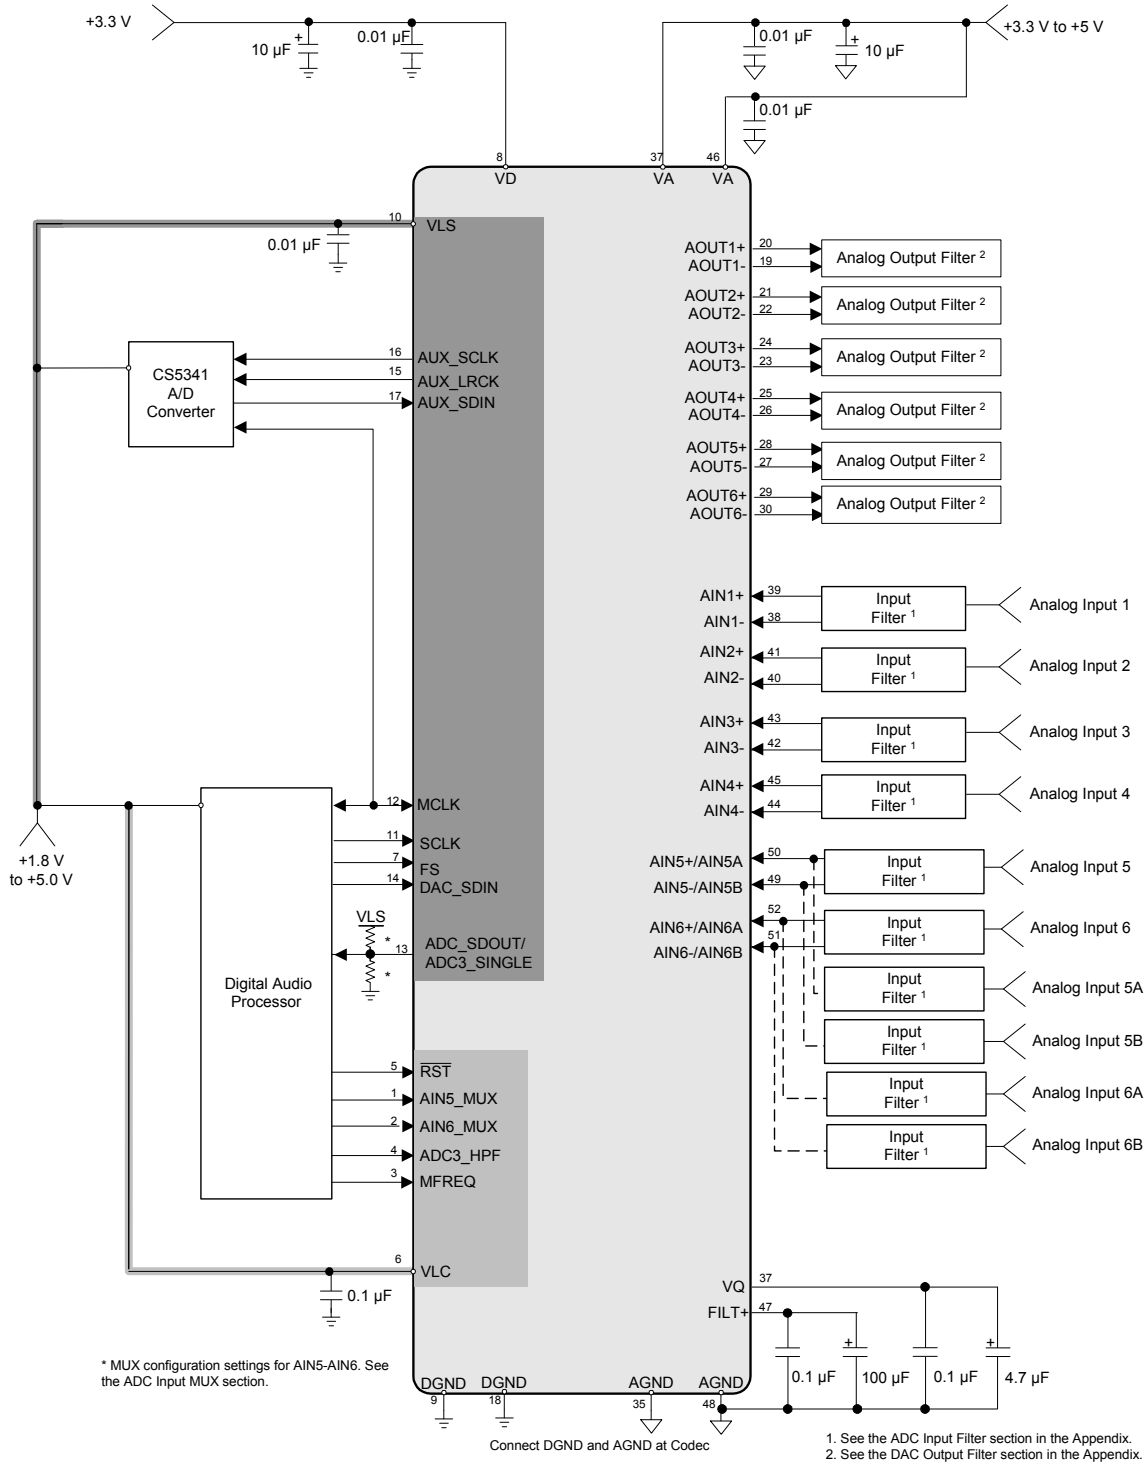 +3.3 V
10 µF
+
0.01 µF
0.01 µF
+
10 µF
+3.3 V to +5 V
0.01 µF
8
VD
37
VA
46
VA
10
VLS
0.01 µF
CS5341
A/D
Converter
16
AUX_SCLK
15
AUX_LRCK
17
AUX_SDIN
12
MCLK
11
SCLK
7
FS
14
DAC_SDIN
VLS
*
*
13
ADC_SDOUT/
ADC3_SINGLE
+1.8 V
to +5.0 V
Digital Audio
Processor
5
RST
1
AIN5_MUX
2
AIN6_MUX
4
ADC3_HPF
3
MFREQ
6
VLC
0.1 µF
* MUX configuration settings for AIN5-AIN6. See
the ADC Input MUX section.
AOUT1+ 20
AOUT1- 19
Analog Output Filter 2
AOUT2+ 21
AOUT2- 22
Analog Output Filter 2
AOUT3+ 24
AOUT3- 23
Analog Output Filter 2
AOUT4+ 25
AOUT4- 26
Analog Output Filter 2
AOUT5+ 28
AOUT5- 27
Analog Output Filter 2
AOUT6+ 29
AOUT6- 30
Analog Output Filter 2
AIN1+ 39
AIN1- 38
Input
Filter 1
Analog Input 1
AIN2+ 41
AIN2- 40
Input
Filter 1
Analog Input 2
AIN3+ 43
AIN3- 42
Input
Filter 1
Analog Input 3
AIN4+ 45
AIN4- 44
Input
Filter 1
Analog Input 4
AIN5+/AIN5A 50
AIN5-/AIN5B 49
Input
Filter 1
Analog Input 5
AIN6+/AIN6A 52
AIN6-/AIN6B 51
Input
Filter 1
Analog Input 6
Input
Filter 1
Analog Input 5A
Input
Filter 1
Analog Input 5B
Input
Filter 1
Analog Input 6A
Input
Filter 1
Analog Input 6B
VQ 37
FILT+ 47
0.1 µF
+
100 µF
0.1 µF
+
4.7 µF
DGND
9
DGND
18
AGND
35
AGND
48
Connect DGND and AGND at Codec
1. See the ADC Input Filter section in the Appendix.
2. See the DAC Output Filter section in the Appendix.